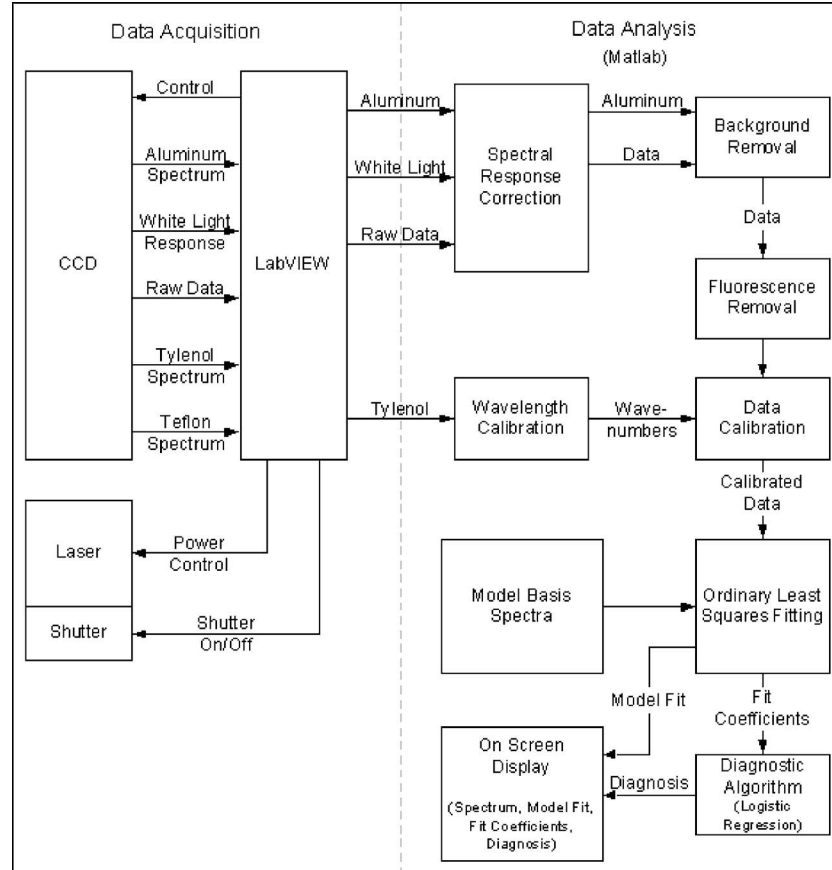 Data Acquisition
Data Analysis
(Matlab)
CCD
Control
Aluminum
Spectrum
White Light
Response
Raw Data
Tylenol
Spectrum
Teflon
Spectrum
LabVIEW
Laser
Shutter
Power
Control
Shutter
On/Off
Aluminum
White Light
Raw Data
Tylenol
Spectral
Response
Correction
Aluminum
Data
Background
Removal
Data
Fluorescence
Removal
Wavelength
Calibration
Wave-
numbers
Data
Calibration
Calibrated
Data
Model Basis
Spectra
Ordinary Least
Squares Fitting
Model Fit
Fit
Coefficients
On Screen
Display
(Spectrum, Model Fit,
Fit Coefficients,
Diagnosis)
Diagnosis
Diagnostic
Algorithm
(Logistic
Regression)